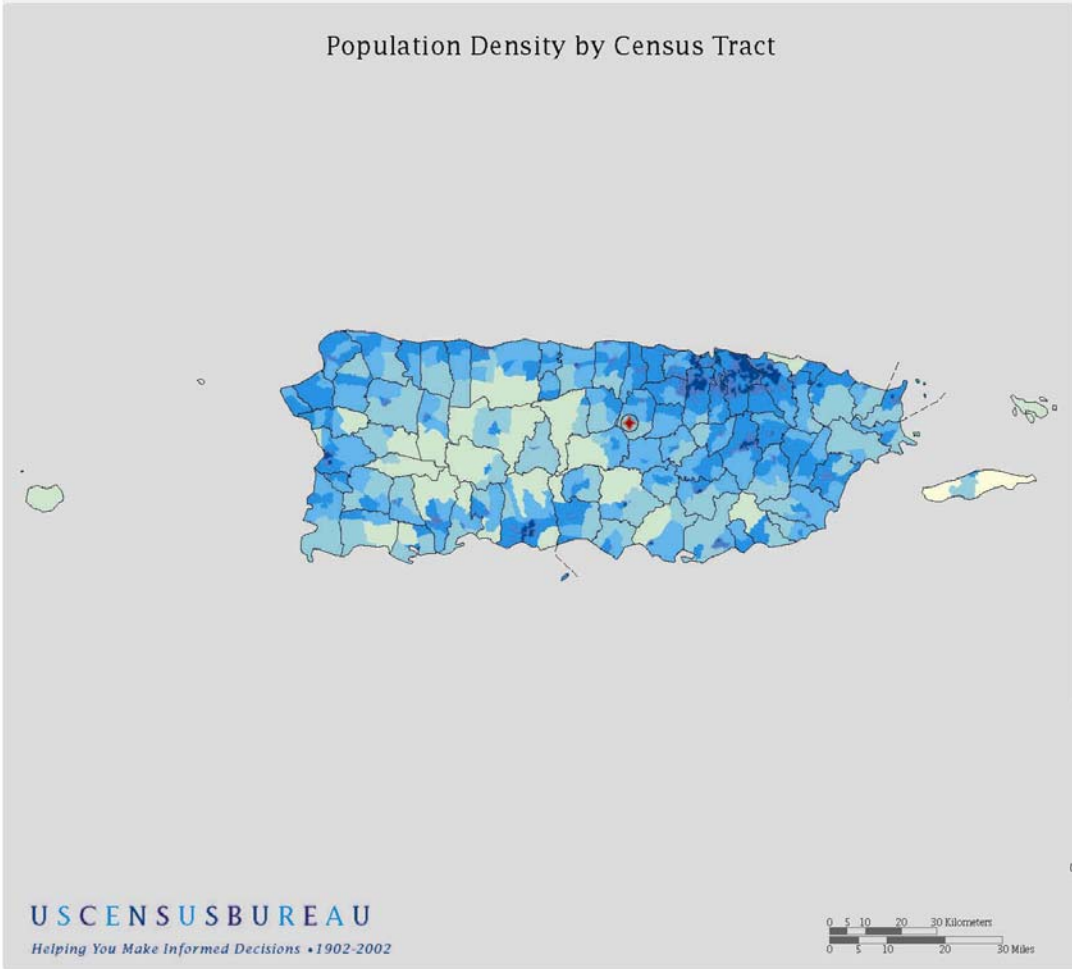 Population Density by Census Tract
USCENSUSBUREAU
Helping You Make Informed Decisions •1902-2002
0 5 10 20 30 Kilometers
0 5 10 20 30 Miles